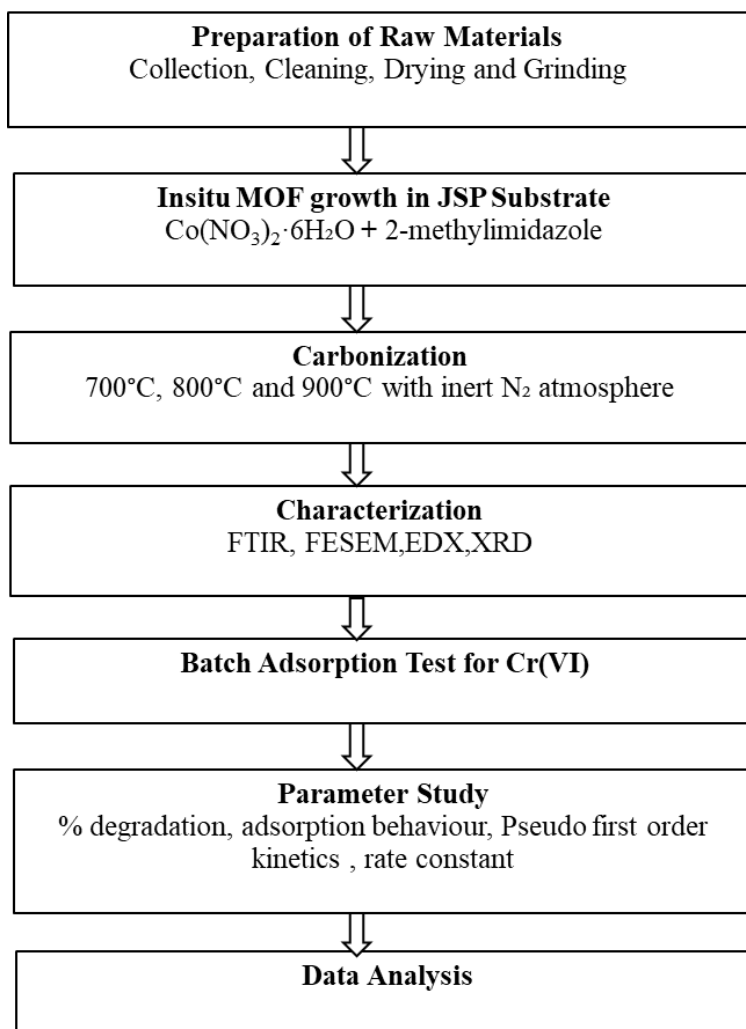 Preparation of Raw Materials
Collection, Cleaning, Drying and Grinding
Insitu MOF growth in JSP Substrate
Co(NO₃)₂·6H₂O + 2-methylimidazole
Carbonization
700°C, 800°C and 900°C with inert N₂ atmosphere
Characterization
FTIR, FESEM,EDX,XRD
Batch Adsorption Test for Cr(VI)
Parameter Study
% degradation, adsorption behaviour, Pseudo first order
kinetics , rate constant
Data Analysis